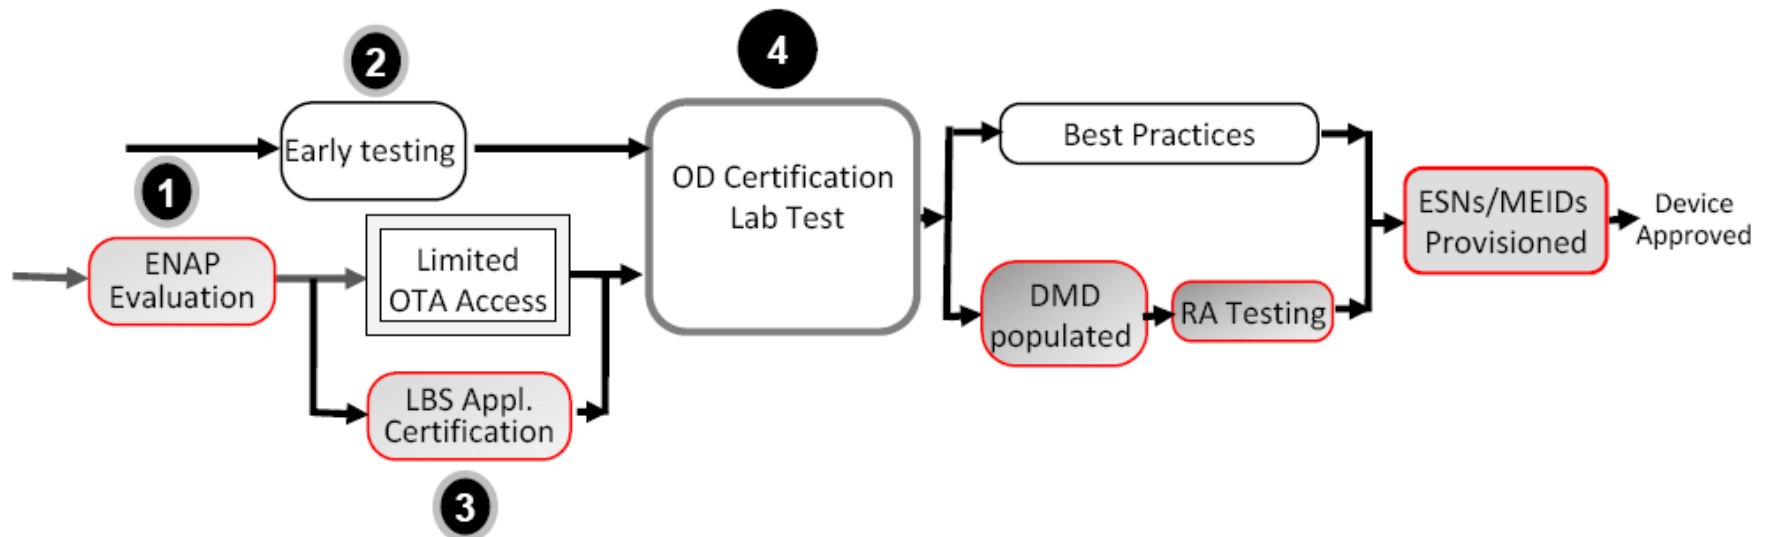 2
4
Early testing
1
OD Certification
Lab Test
Best Practices
ESNs/MEIDs
Provisioned
Device
Approved
ENAP
Evaluation
Limited
OTA Access
DMD
populated
RA Testing
LBS Appl.
Certification
3